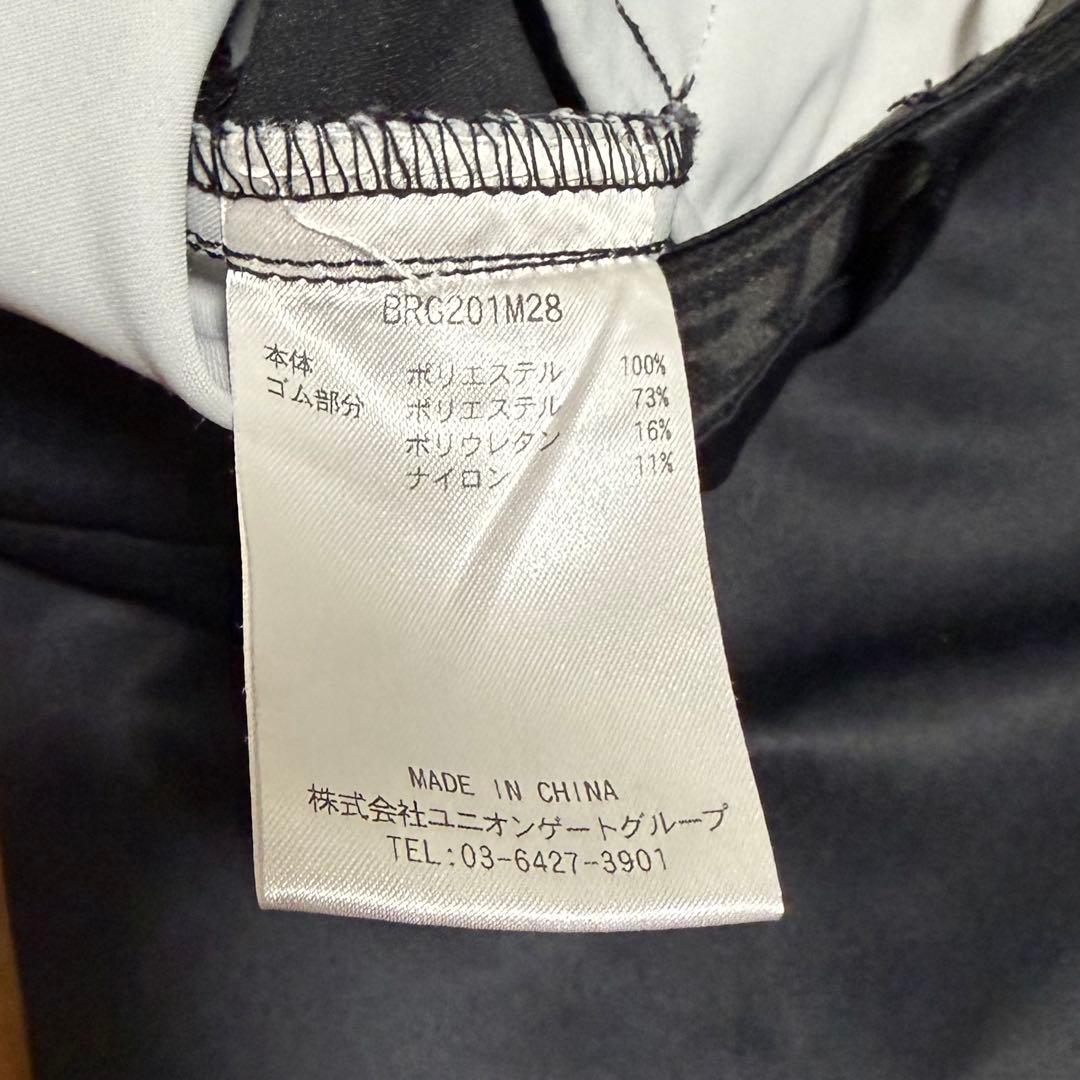 BRG201M28
本体 ポリエステル 100%
ゴム部分 ポリエステル 73%
ポリウレタン 16%
ナイロン 11%
MADE IN CHINA
株式会社ユニオンゲートグループ
TEL:03-6427-3901